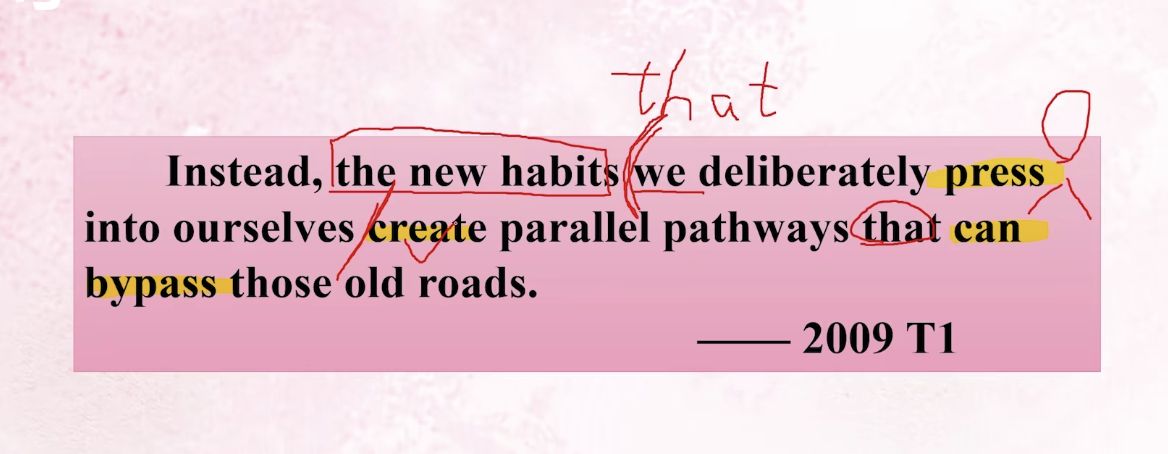 that
Instead, the new habits we deliberately press
into ourselves create parallel pathways that can
bypass those old roads.
—— 2009 T1